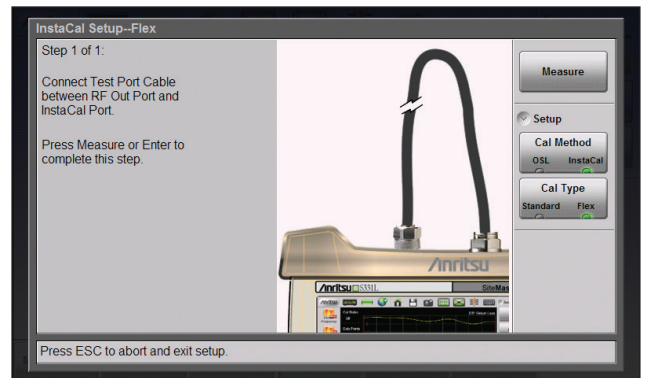 InstaCal Setup--Flex
Step 1 of 1:
Connect Test Port Cable
between RF Out Port and
InstaCal Port.
Press Measure or Enter to
complete this step.
Measure
Setup
Cal Method
OSL InstaCal
Cal Type
Standard Flex
Anritsu
Anritsu S331L
SiteMas
Press ESC to abort and exit setup.